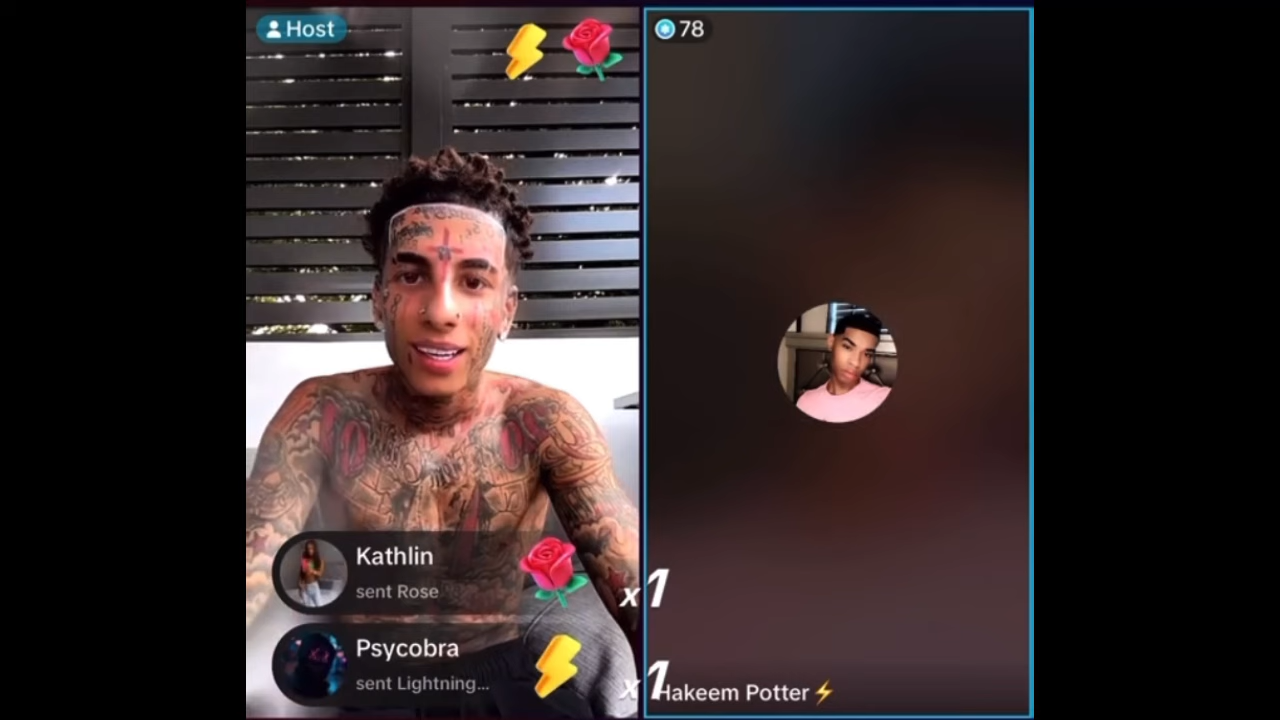 Host
78
Kathlin
sent Rose
x1
Psycobra
sent Lightning...
x1
Hakeem Potter⚡